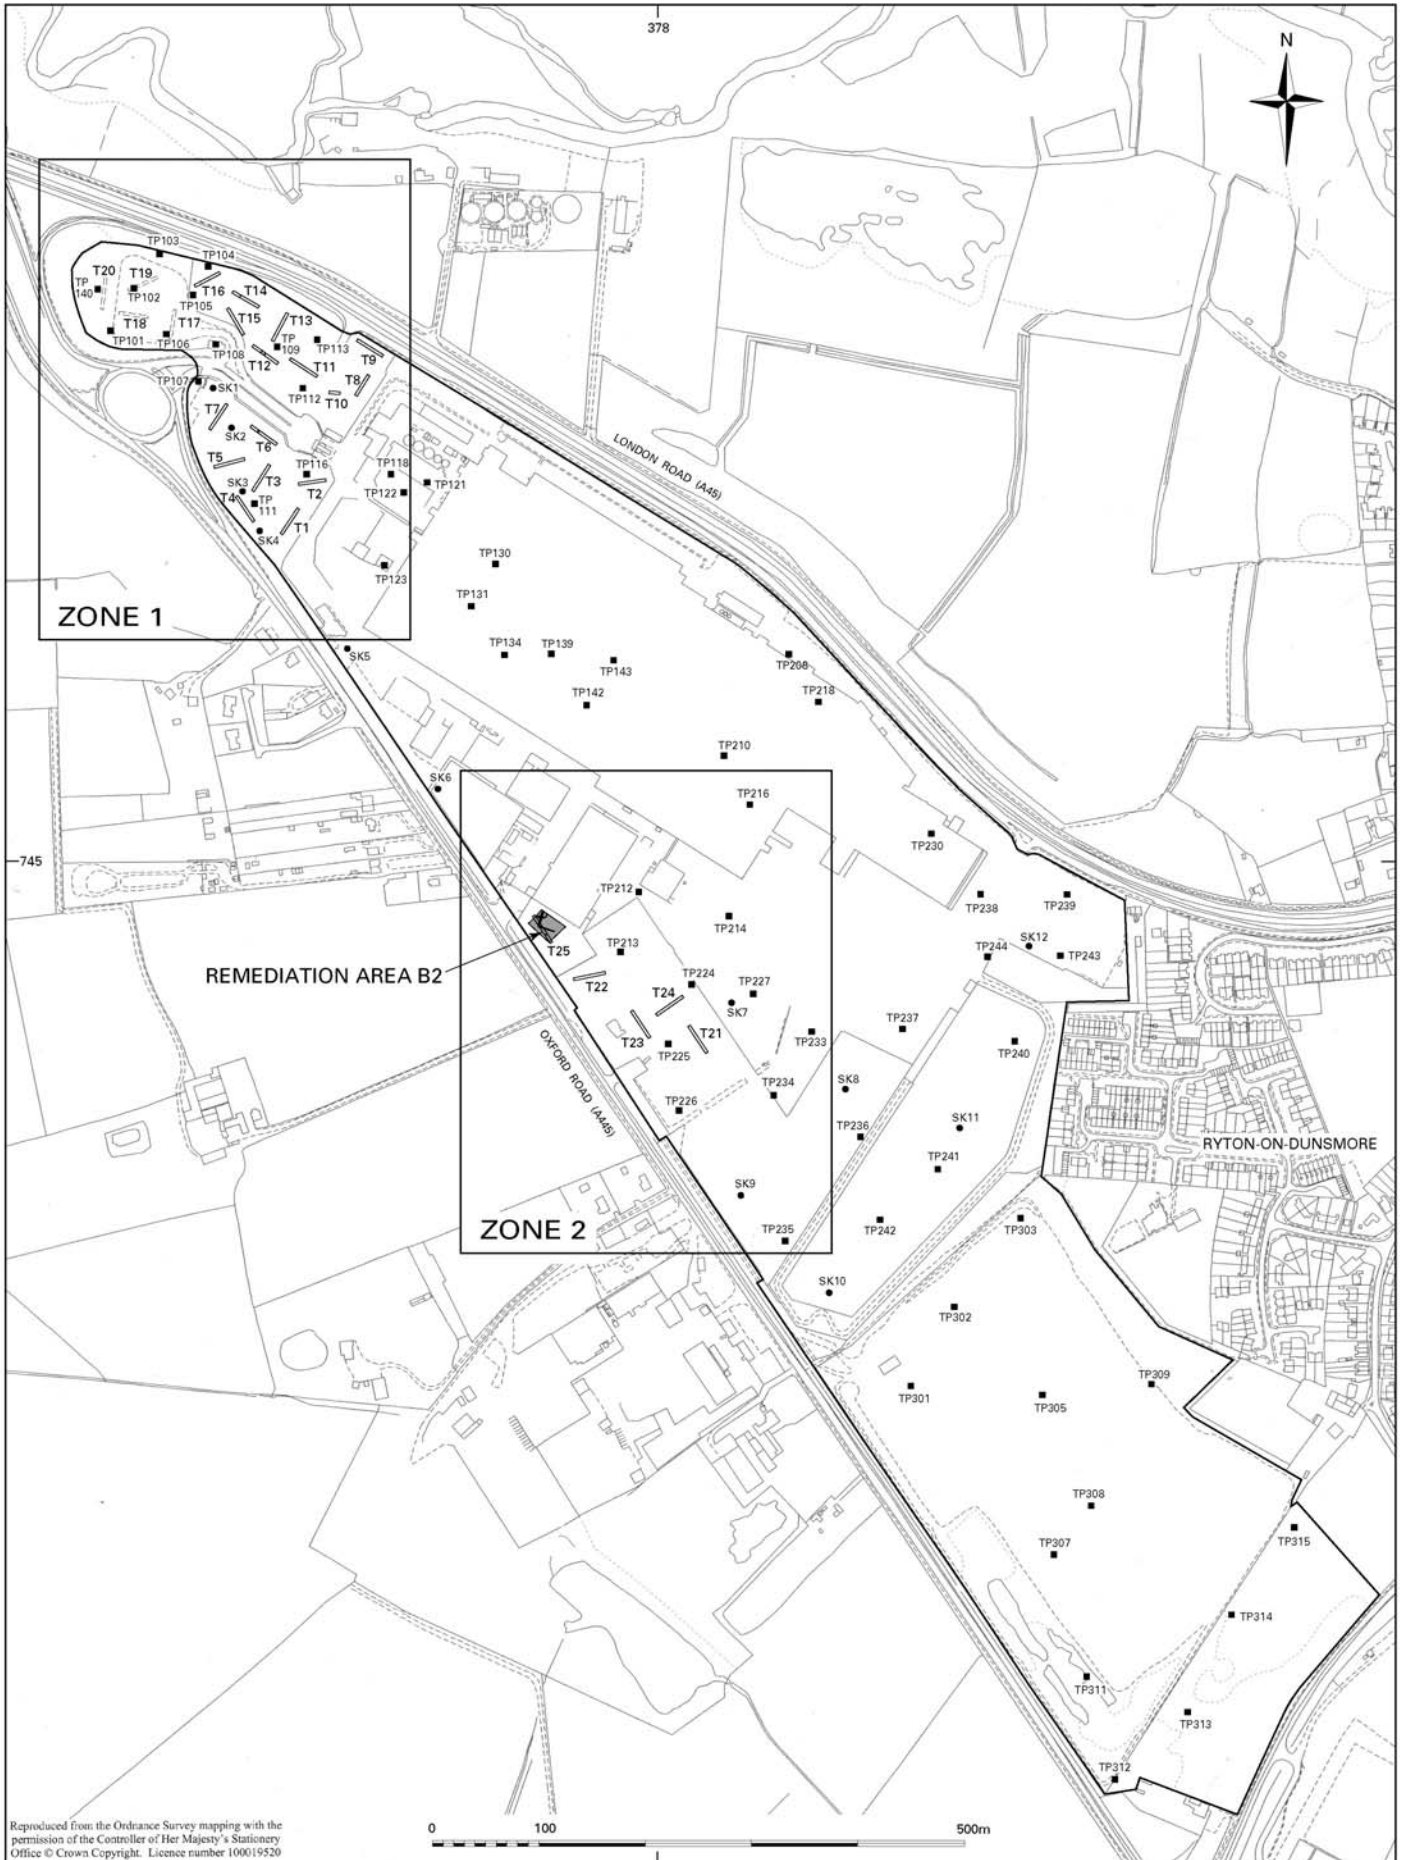 378
N
TP103
TP104
T20
T19
TP
140
TP102
T16
T14
TP105
T18
T17
T15
T13
TP101
TP106
TP108
TP
109
TP113
T9
T12
T11
TP107
SK1
T8
TP112
T10
T7
SK2
T6
T5
TP116
TP118
SK3
T3
TP122
TP121
T4
T2
TP
111
T1
SK4
LONDON ROAD (A45)
TP130
TP123
TP131
ZONE 1
SK5
TP134
TP139
TP143
TP208
TP142
TP218
TP210
SK6
TP216
TP230
745
TP212
TP238
TP239
TP214
T25
TP213
SK12
TP244
TP243
REMEDIATION AREA B2
T22
TP224
TP227
T24
SK7
TP237
T23
T21
TP233
TP225
TP240
OXFORD ROAD (A445)
TP234
SK8
TP226
TP236
SK11
RYTON-ON-DUNSMORE
TP241
SK9
ZONE 2
TP235
TP242
TP303
SK10
TP302
TP301
TP305
TP309
TP308
TP315
TP307
TP314
TP311
TP313
TP312
Reproduced from the Ordnance Survey mapping with the
permission of the Controller of Her Majesty's Stationery
Office © Crown Copyright. Licence number 100019520
0
100
500m